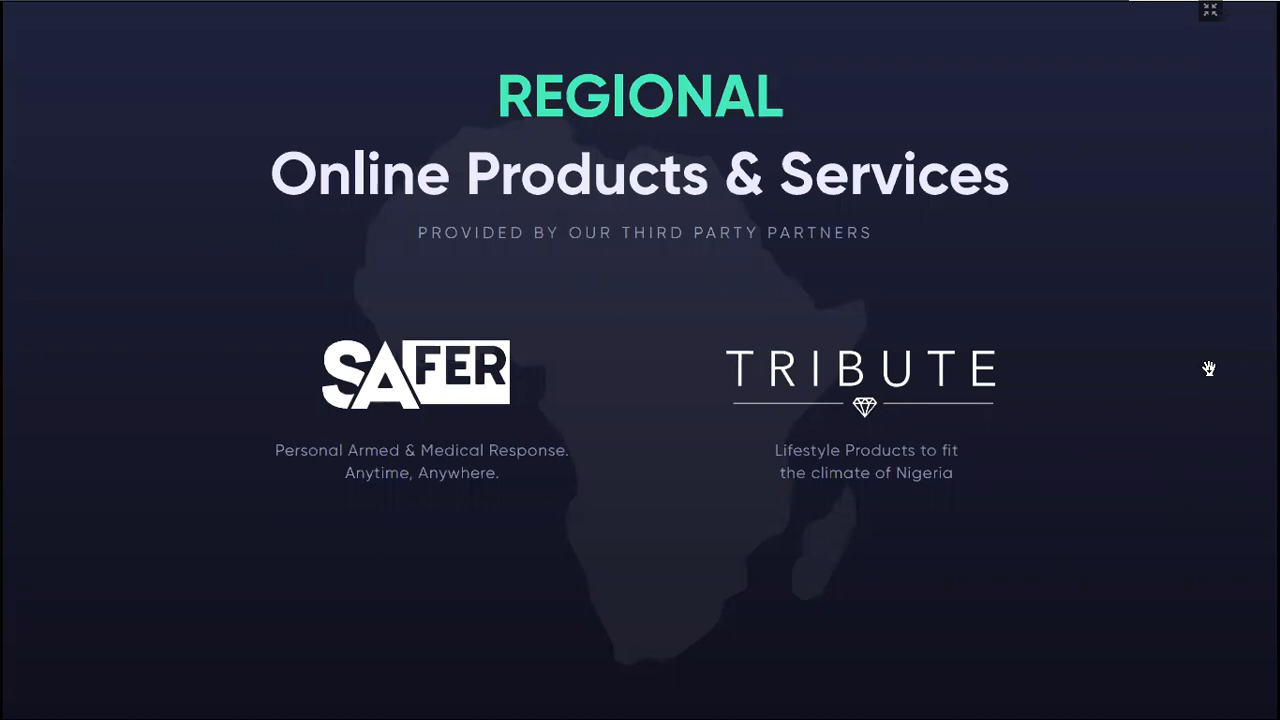 REGIONAL
Online Products & Services
PROVIDED BY OUR THIRD PARTY PARTNERS
SAFER
Personal Armed & Medical Response.
Anytime, Anywhere.
TRIBUTE
Lifestyle Products to fit
the climate of Nigeria